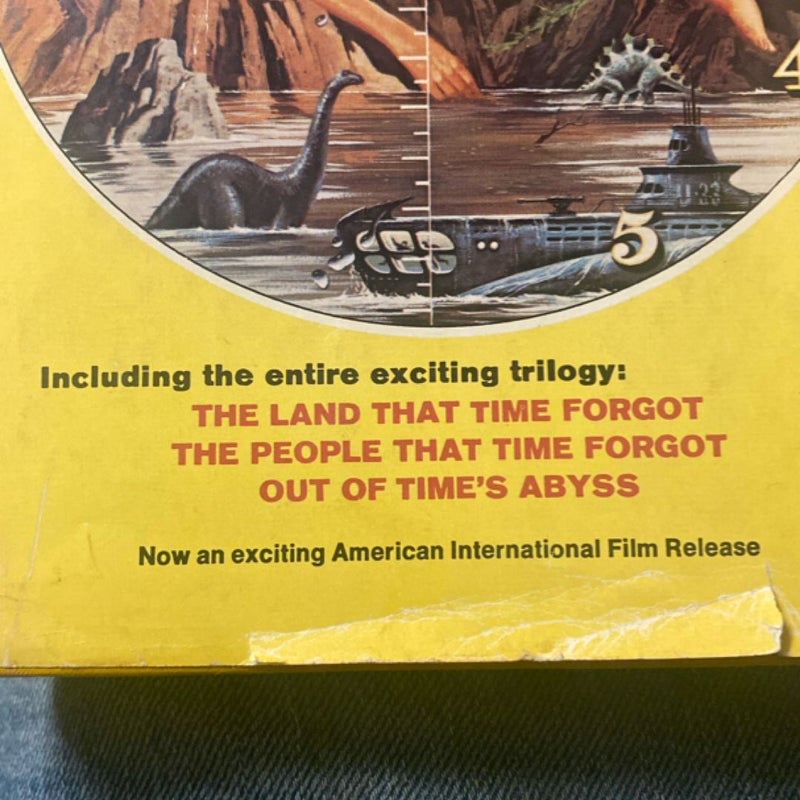 4
U-33
5
Including the entire exciting trilogy:
THE LAND THAT TIME FORGOT
THE PEOPLE THAT TIME FORGOT
OUT OF TIME'S ABYSS
Now an exciting American International Film Release